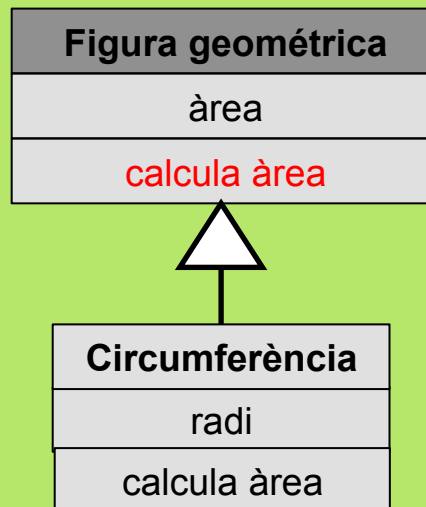 Figura geométrica
àrea
calcula àrea
Circumferència
radi
calcula àrea